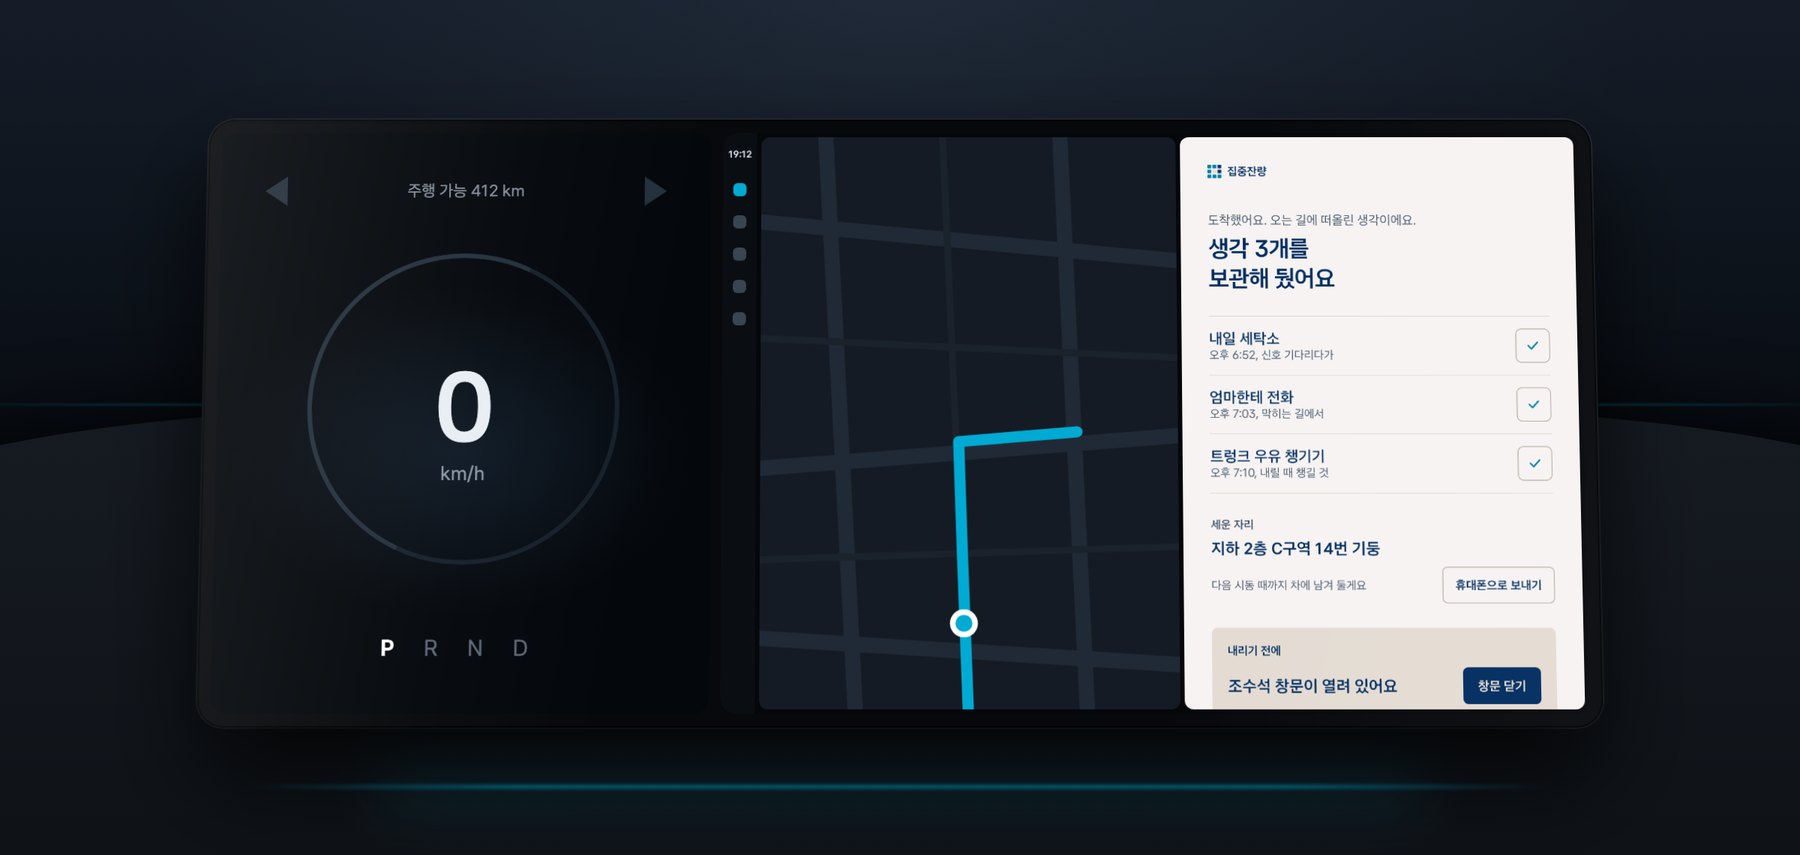 주행 가능 412 km
0
km/h
P R N D
19:12
집중잔량
도착했어요. 오는 길에 떠올린 생각이에요.
생각 3개를
보관해 뒀어요
내일 세탁소
오후 6:52, 신호 기다리다가
엄마한테 전화
오후 7:03, 막히는 길에서
트렁크 우유 챙기기
오후 7:10, 내릴 때 챙길 것
세운 자리
지하 2층 C구역 14번 기둥
다음 시동 때까지 차에 남겨 둘게요
휴대폰으로 보내기
내리기 전에
조수석 창문이 열려 있어요
창문 닫기